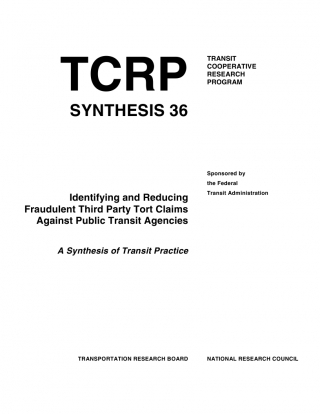 TCRP
SYNTHESIS 36
TRANSIT
COOPERATIVE
RESEARCH
PROGRAM
Sponsored by
the Federal
Transit Administration
Identifying and Reducing
Fraudulent Third Party Tort Claims
Against Public Transit Agencies
A Synthesis of Transit Practice
TRANSPORTATION RESEARCH BOARD
NATIONAL RESEARCH COUNCIL